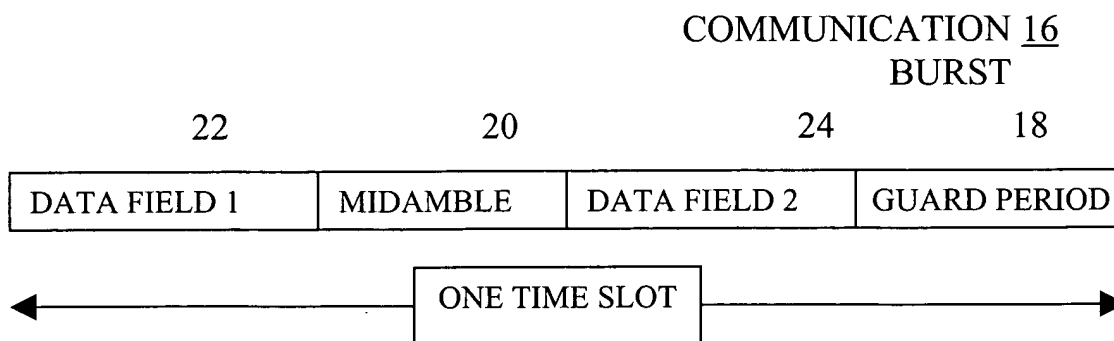 COMMUNICATION 16
BURST
22 20 24 18
DATA FIELD 1 MIDAMBLE DATA FIELD 2 GUARD PERIOD
ONE TIME SLOT